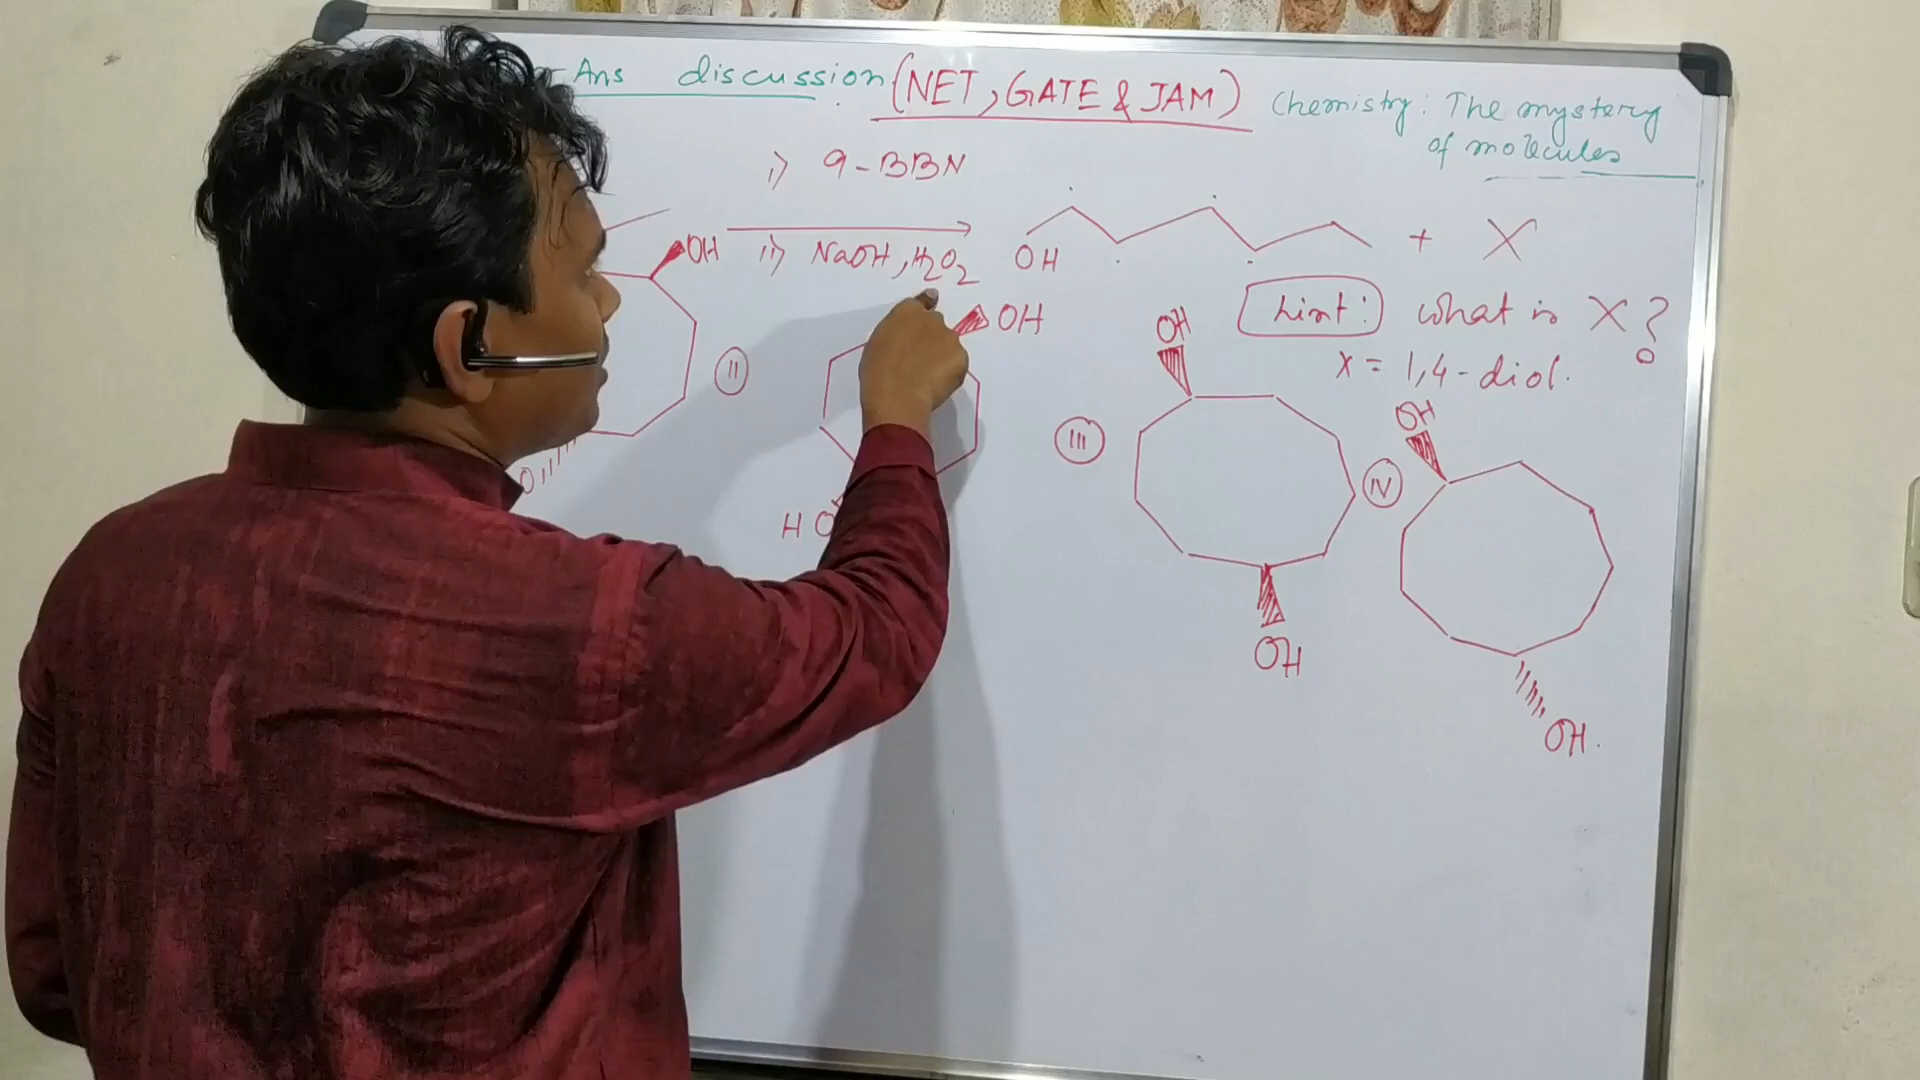 -Ans discussion (NET, GATE & JAM) Chemistry: The mystery
of molecules
i) 9-BBN
ii) NaOH, H2O2
OH
+ X
hint: what is X?
X = 1,4-diol.
OH
II
OH
HO
III
OH
OH
IV
OH
OH.